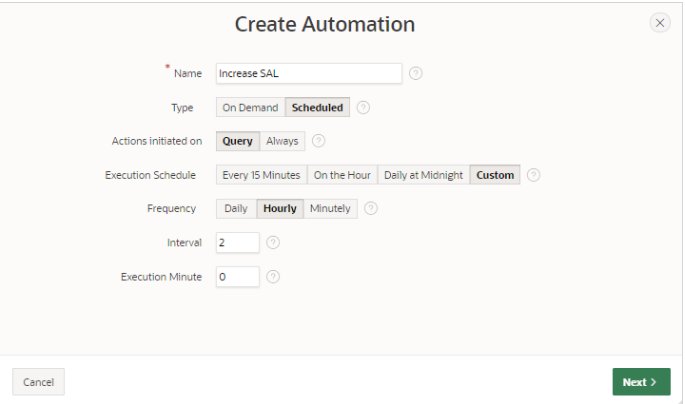 Create Automation
* Name Increase SAL ?
Type On Demand Scheduled ?
Actions initiated on Query Always ?
Execution Schedule Every 15 Minutes On the Hour Daily at Midnight Custom ?
Frequency Daily Hourly Minutely ?
Interval 2 ?
Execution Minute 0 ?
Cancel Next >